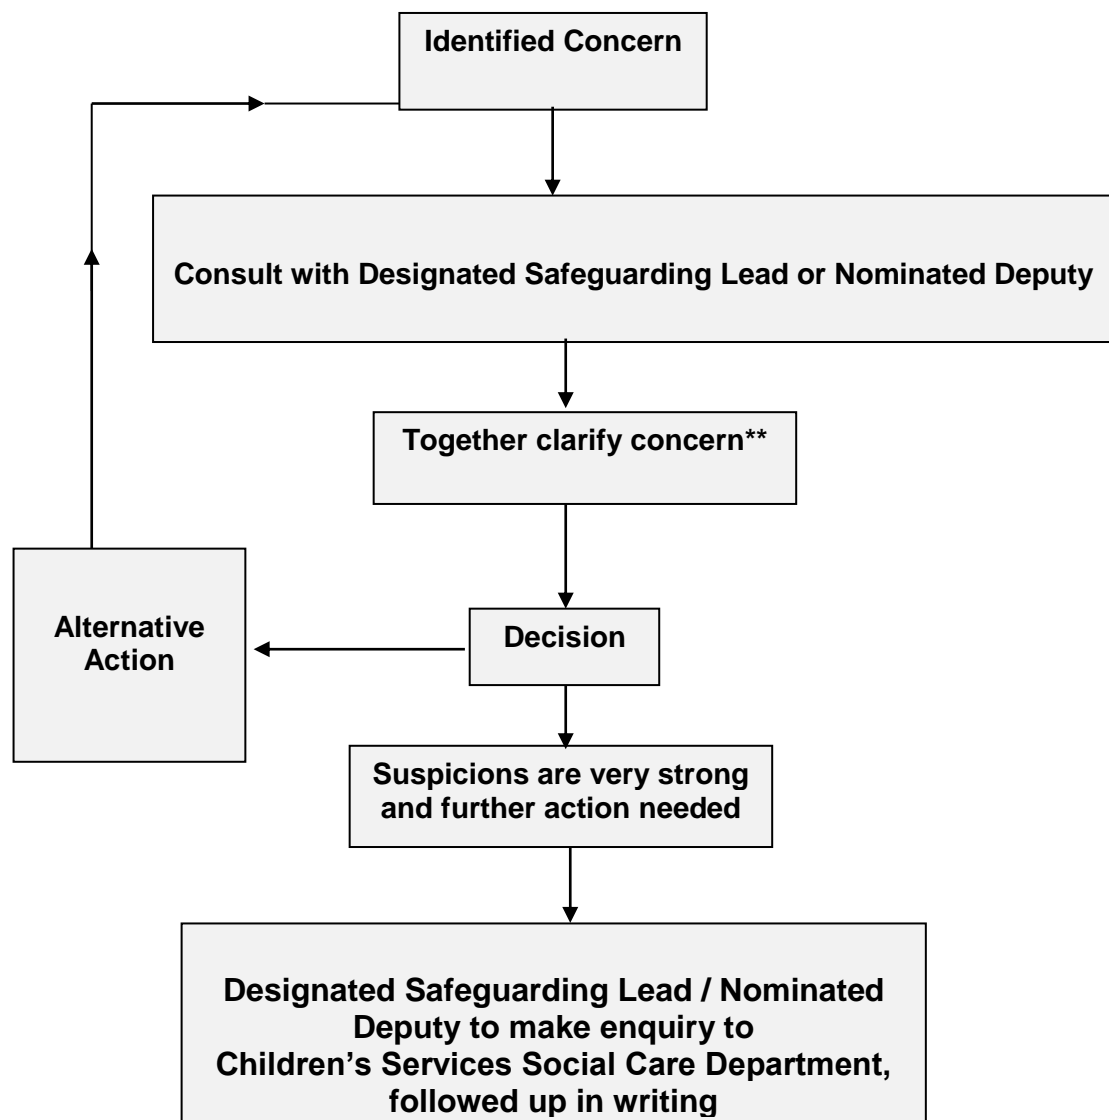 Identified Concern
Consult with Designated Safeguarding Lead or Nominated Deputy
Together clarify concern**
Alternative
Action
Decision
Suspicions are very strong
and further action needed
Designated Safeguarding Lead / Nominated
Deputy to make enquiry to
Children’s Services Social Care Department,
followed up in writing